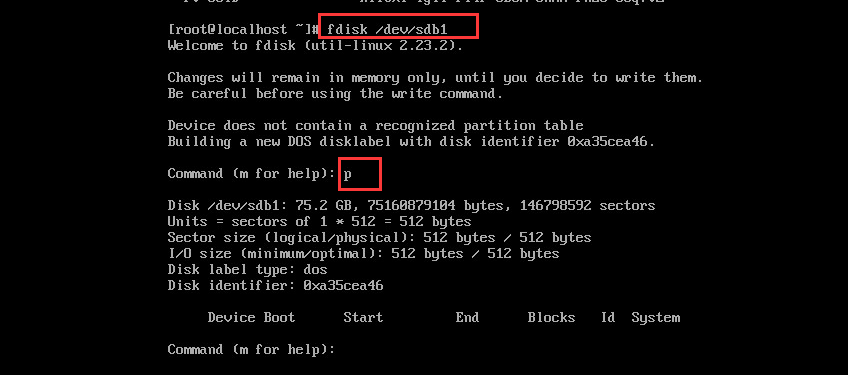 [root@localhost ~]# fdisk /dev/sdb1
Welcome to fdisk (util-linux 2.23.2).
Changes will remain in memory only, until you decide to write them.
Be careful before using the write command.
Device does not contain a recognized partition table
Building a new DOS disklabel with disk identifier 0xa35cea46.
Command (m for help): p
Disk /dev/sdb1: 75.2 GB, 75160879104 bytes, 146798592 sectors
Units = sectors of 1 * 512 = 512 bytes
Sector size (logical/physical): 512 bytes / 512 bytes
I/O size (minimum/optimal): 512 bytes / 512 bytes
Disk label type: dos
Disk identifier: 0xa35cea46
Device Boot Start End Blocks Id System
Command (m for help):